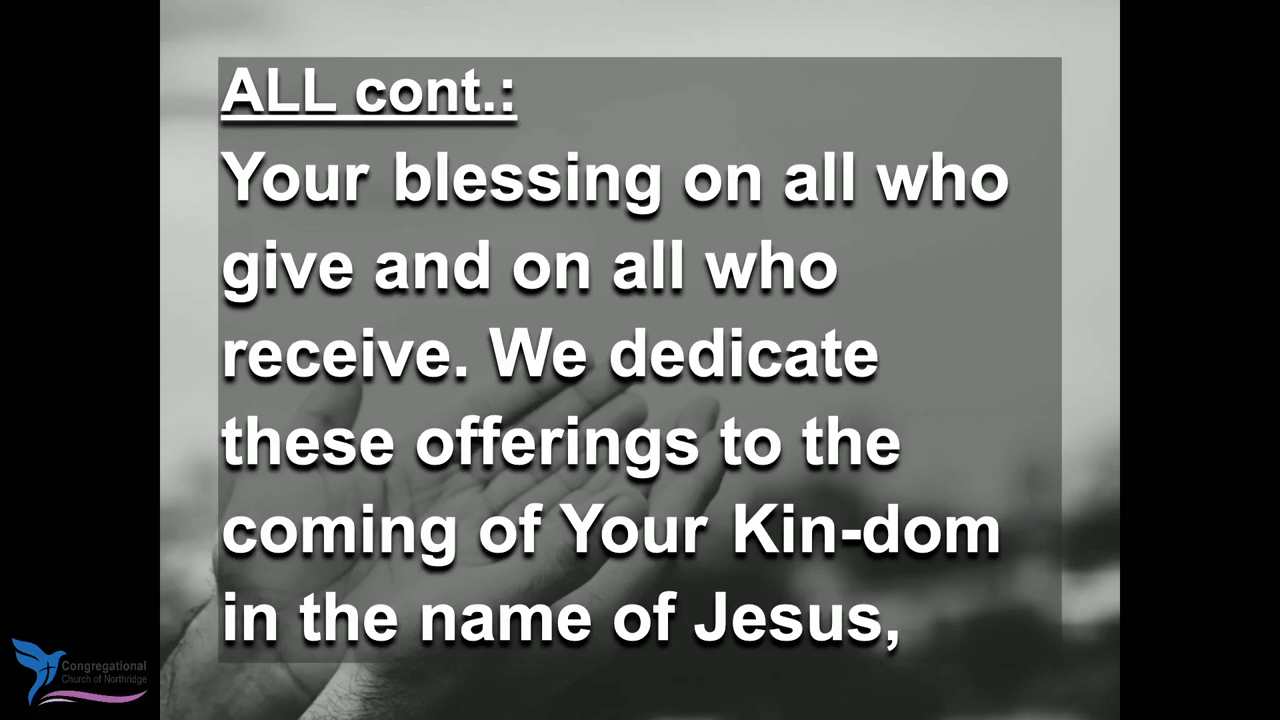 ALL cont.:
Your blessing on all who
give and on all who
receive. We dedicate
these offerings to the
coming of Your Kin-dom
in the name of Jesus,
Congregational
Church of Northridge